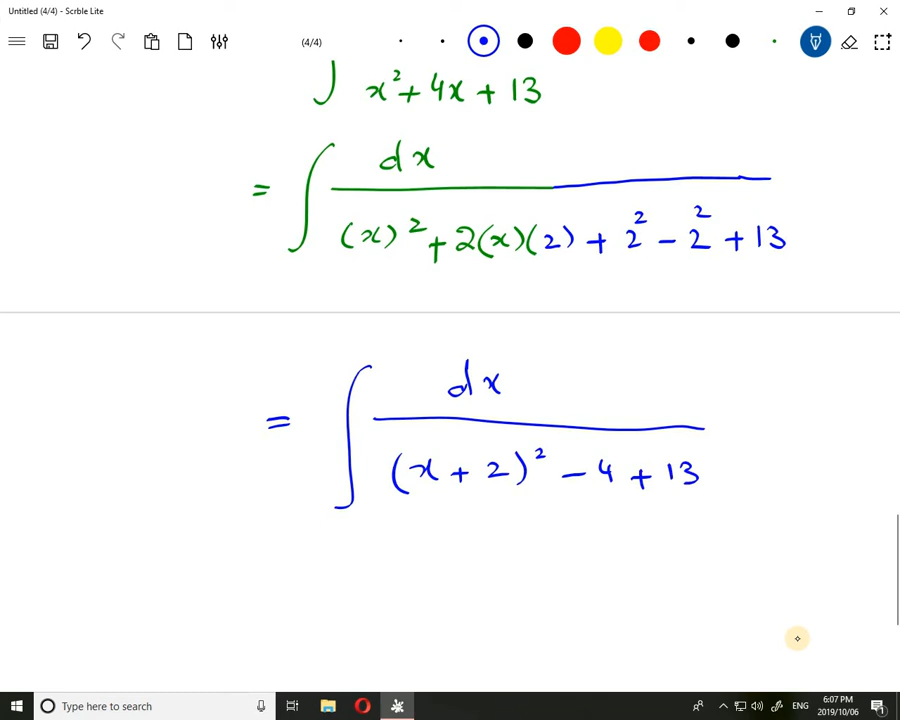 Untitled (4/4) - Scrble Lite
(4/4)
∫ x² + 4x + 13
= ∫ dx
(x)² + 2(x)(2) + 2² - 2² + 13
= ∫ dx
(x + 2)² - 4 + 13
Type here to search
ENG
6:07 PM
2019/10/06
1